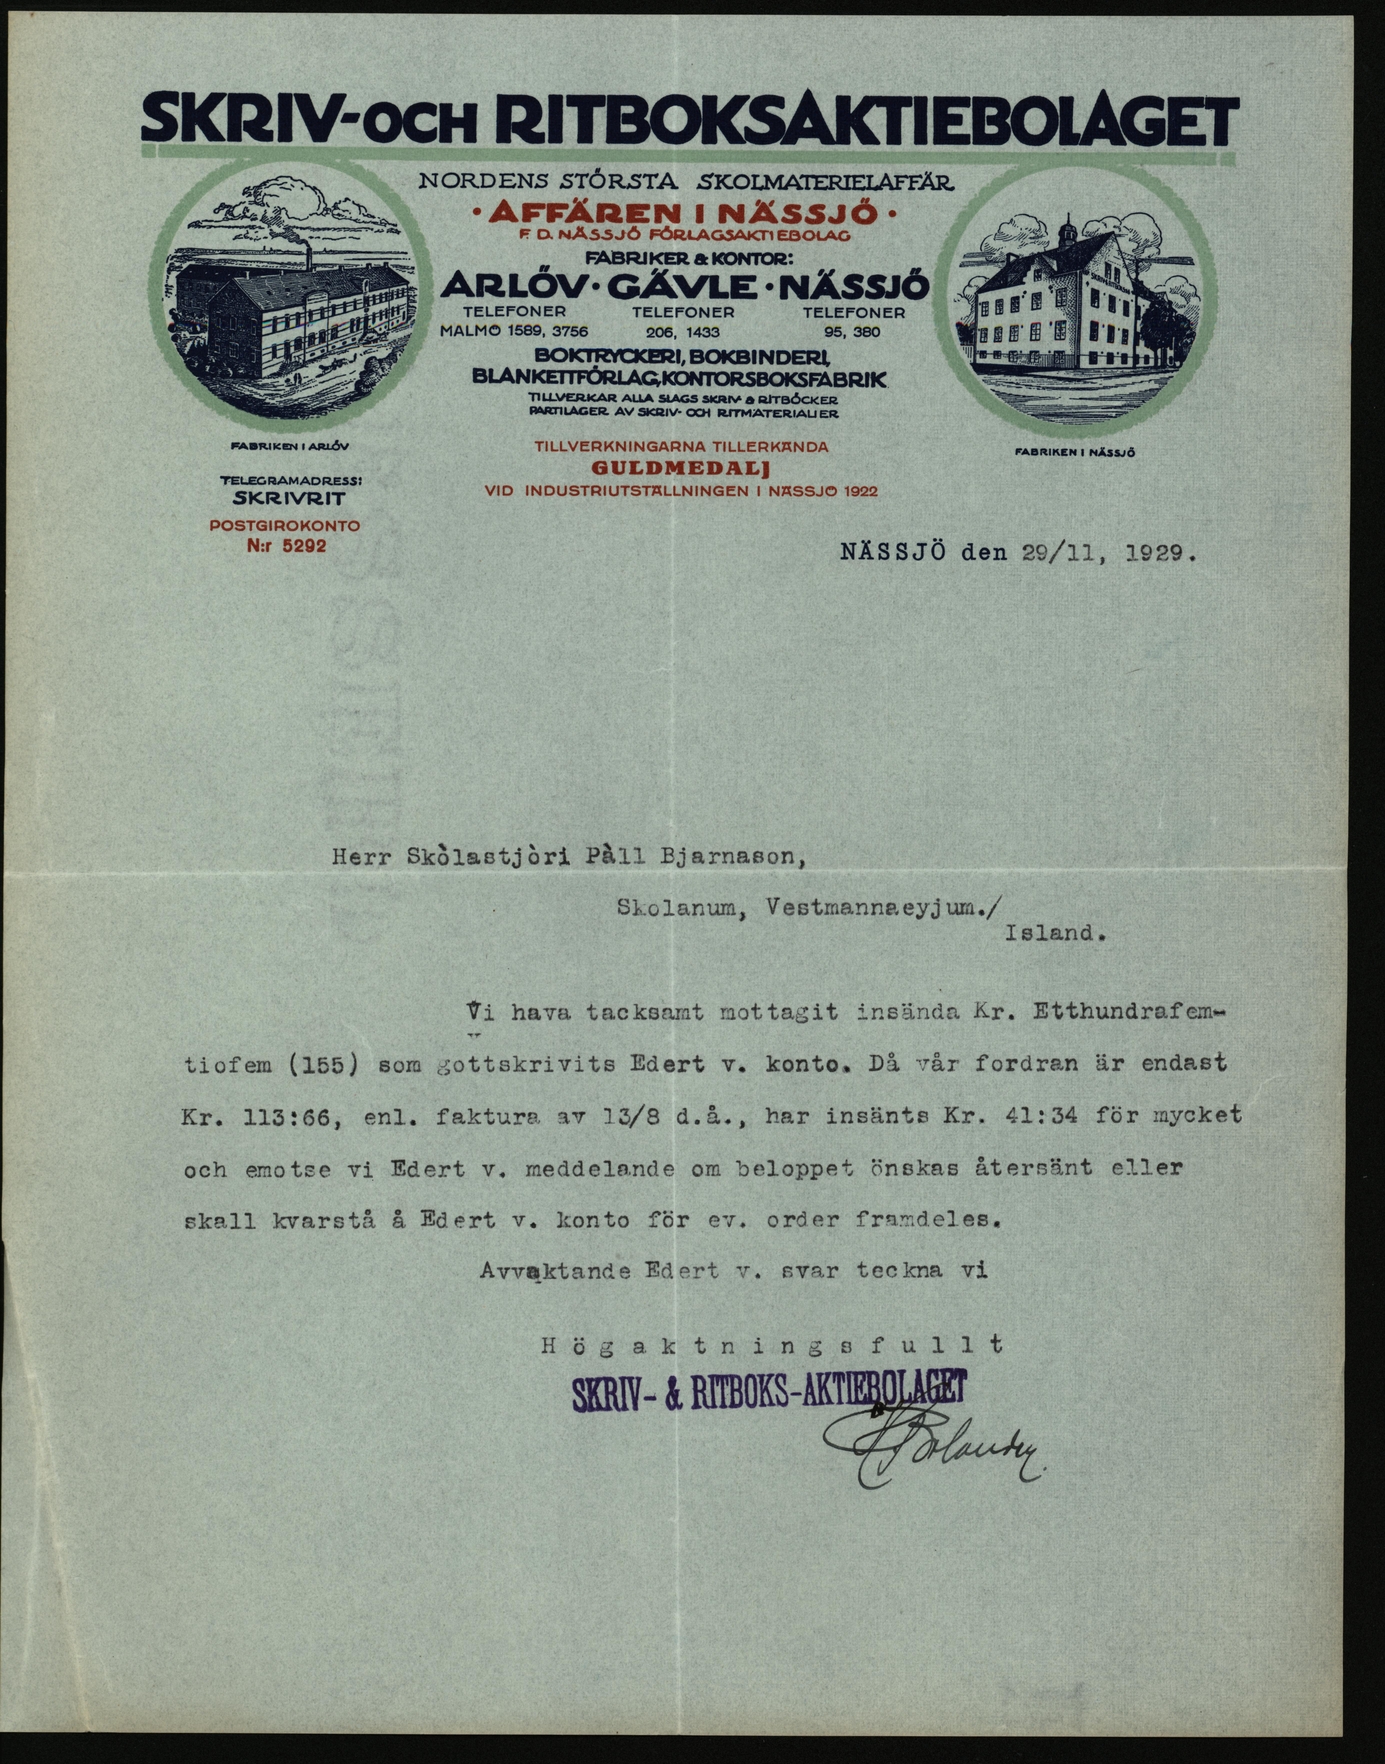 SKRIV-OCH RITBOKSAKTIEBOLAGET
NORDENS STÖRSTA SKOLMATERIELAFFÄR
·AFFÄREN I NÄSSJÖ·
F. D. NÄSSJÖ FÖRLAGSAKTIEBOLAG
FABRIKER & KONTOR:
ARLÖV · GÄVLE · NÄSSJÖ
TELEFONER TELEFONER TELEFONER
MALMÖ 1589, 3756 206, 1433 95, 380
BOKTRYCKERI, BOKBINDERI,
BLANKETTFÖRLAG, KONTORSBOKSFABRIK
TILLVERKAR ALLA SLAGS SKRIV- & RITBÖCKER
PARTILAGER AV SKRIV- OCH RITMATERIALIER
FABRIKEN I ARLÖV
FABRIKEN I NÄSSJÖ
TILLVERKNINGARNA TILLERKÄNDA
GULDMEDALJ
VID INDUSTRIUTSTÄLLNINGEN I NÄSSJÖ 1922
TELEGRAMADRESS:
SKRIVRIT
POSTGIROKONTO
N:r 5292
NÄSSJÖ den 29/11, 1929.
Herr Skòlastjòri Pàll Bjarnason,
Skolanum, Vestmannaeyjum./
Island.
Vi hava tacksamt mottagit insända Kr. Etthundrafem-
tiofem (155) som gottskrivits Edert v. konto. Då vår fordran är endast
Kr. 113:66, enl. faktura av 13/8 d.å., har insänts Kr. 41:34 för mycket
och emotse vi Edert v. meddelande om beloppet önskas återsänt eller
skall kvarstå å Edert v. konto för ev. order framdeles.
Avvaktande Edert v. svar teckna vi
Högaktningsfullt
SKRIV- & RITBOKS-AKTIEBOLAGET
Bolander